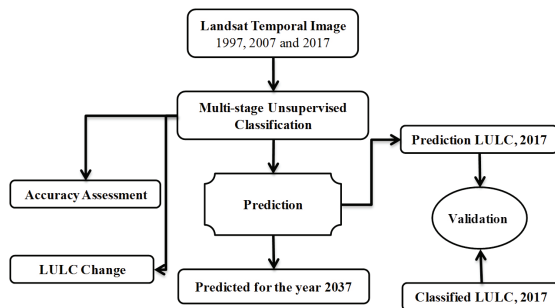 Landsat Temporal Image
1997, 2007 and 2017
Multi-stage Unsupervised
Classification
Prediction LULC, 2017
Accuracy Assessment
Prediction
Validation
LULC Change
Predicted for the year 2037
Classified LULC, 2017